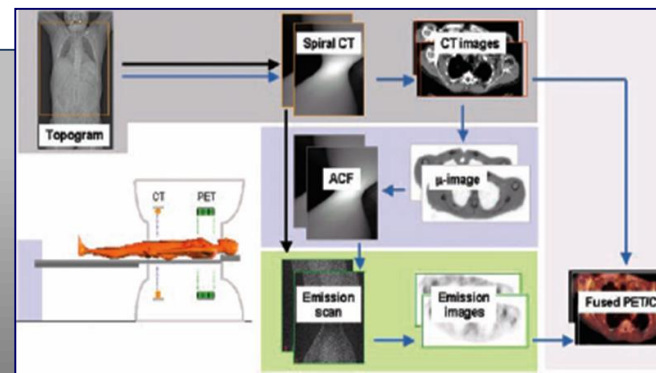 Spiral CT
CT images
Topogram
ACF
µ-image
CT PET
Emission
scan
Emission
images
Fused PET/C